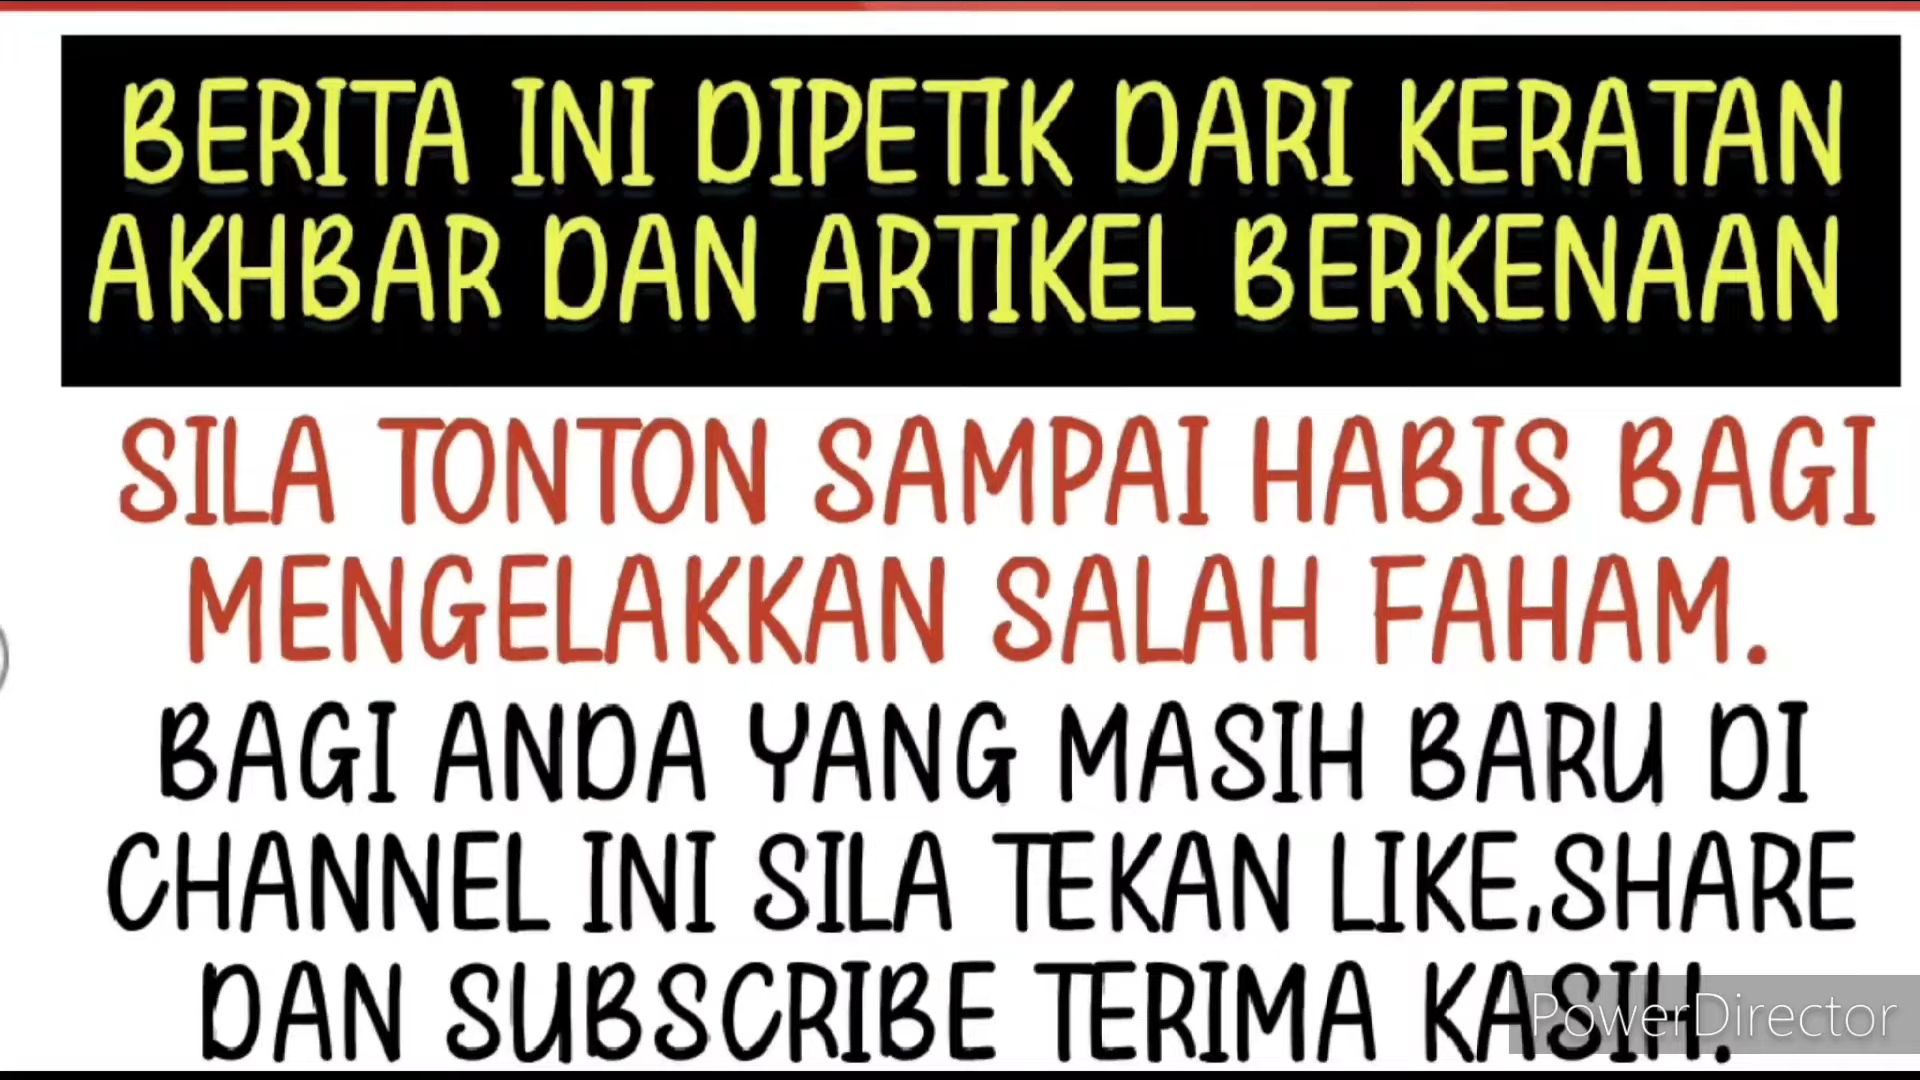 BERITA INI DIPETIK DARI KERATAN
AKHBAR DAN ARTIKEL BERKENAAN
SILA TONTON SAMPAI HABIS BAGI
MENGELAKKAN SALAH FAHAM.
BAGI ANDA YANG MASIH BARU DI
CHANNEL INI SILA TEKAN LIKE,SHARE
DAN SUBSCRIBE TERIMA KASIH.
PowerDirector